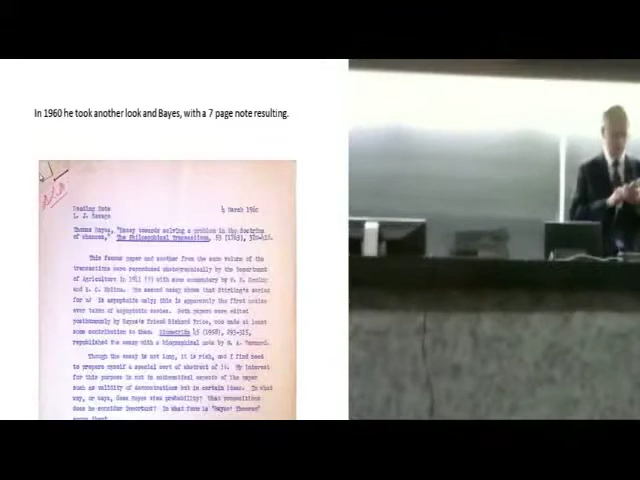 In 1960 he took another look and Bayes, with a 7 page note resulting.
Reading Note
L. J. Savage
4 March 1960
Thomas Bayes, "Essay towards solving a problem in the doctrine
of chances," The Philosophical Transactions, 53 (1763), 370-418.
This famous paper and another from the same volume of the
transactions were reproduced photographically by the Department
of Agriculture in with some commentary by W. E. Deming
and E. C. Molina. The second essay shows that Stirling's series
for is asymptotic only; this is apparently the first notice
ever taken of asymptotic series. Both papers were edited
posthumously by Bayes's friend Richard Price, who made at least
some contribution to them. Biometrika 45 (1958), 293-315,
republished the essay with a biographical note by G. A. Barnard.
Though the essay is not long, it is rich, and I find need
to prepare myself a special sort of abstract of it. My interest
for this purpose is not in mathematical aspects of the paper
such as validity of demonstrations but in certain ideas. In what
way, or ways, does Bayes view probability? What propositions
does he consider important? In what form is "Bayes' Theorem"